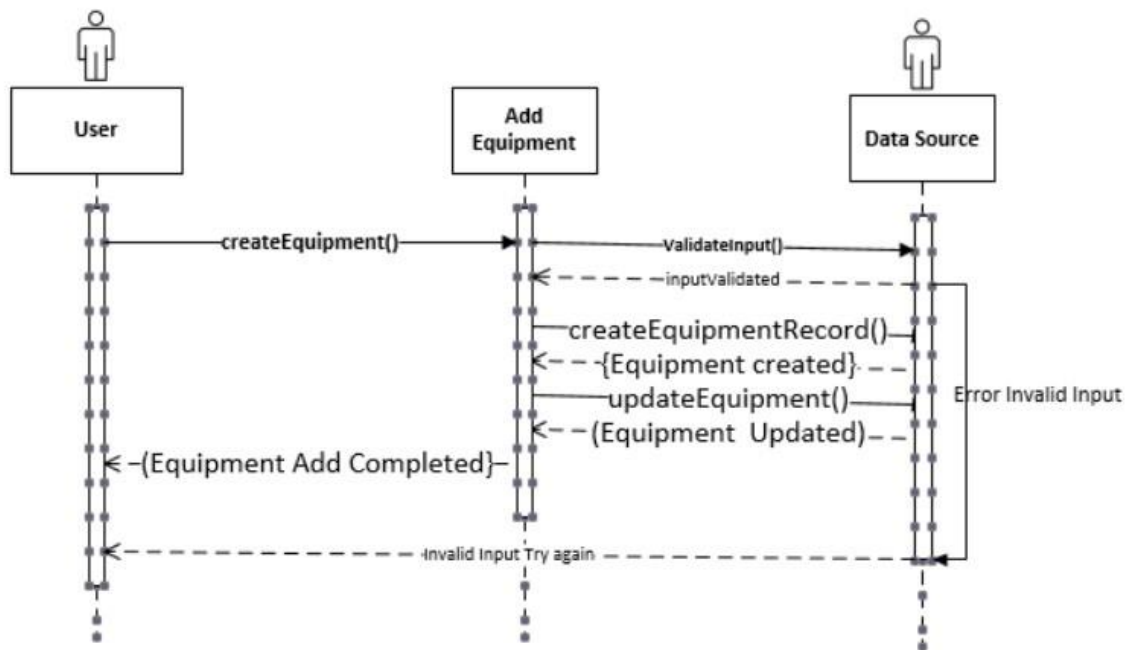 User
Add
Equipment
Data Source
createEquipment()
ValidateInput()
inputValidated
createEquipmentRecord()
{Equipment created}
Error Invalid Input
updateEquipment()
(Equipment Updated)
(Equipment Add Completed}
Invalid Input Try again